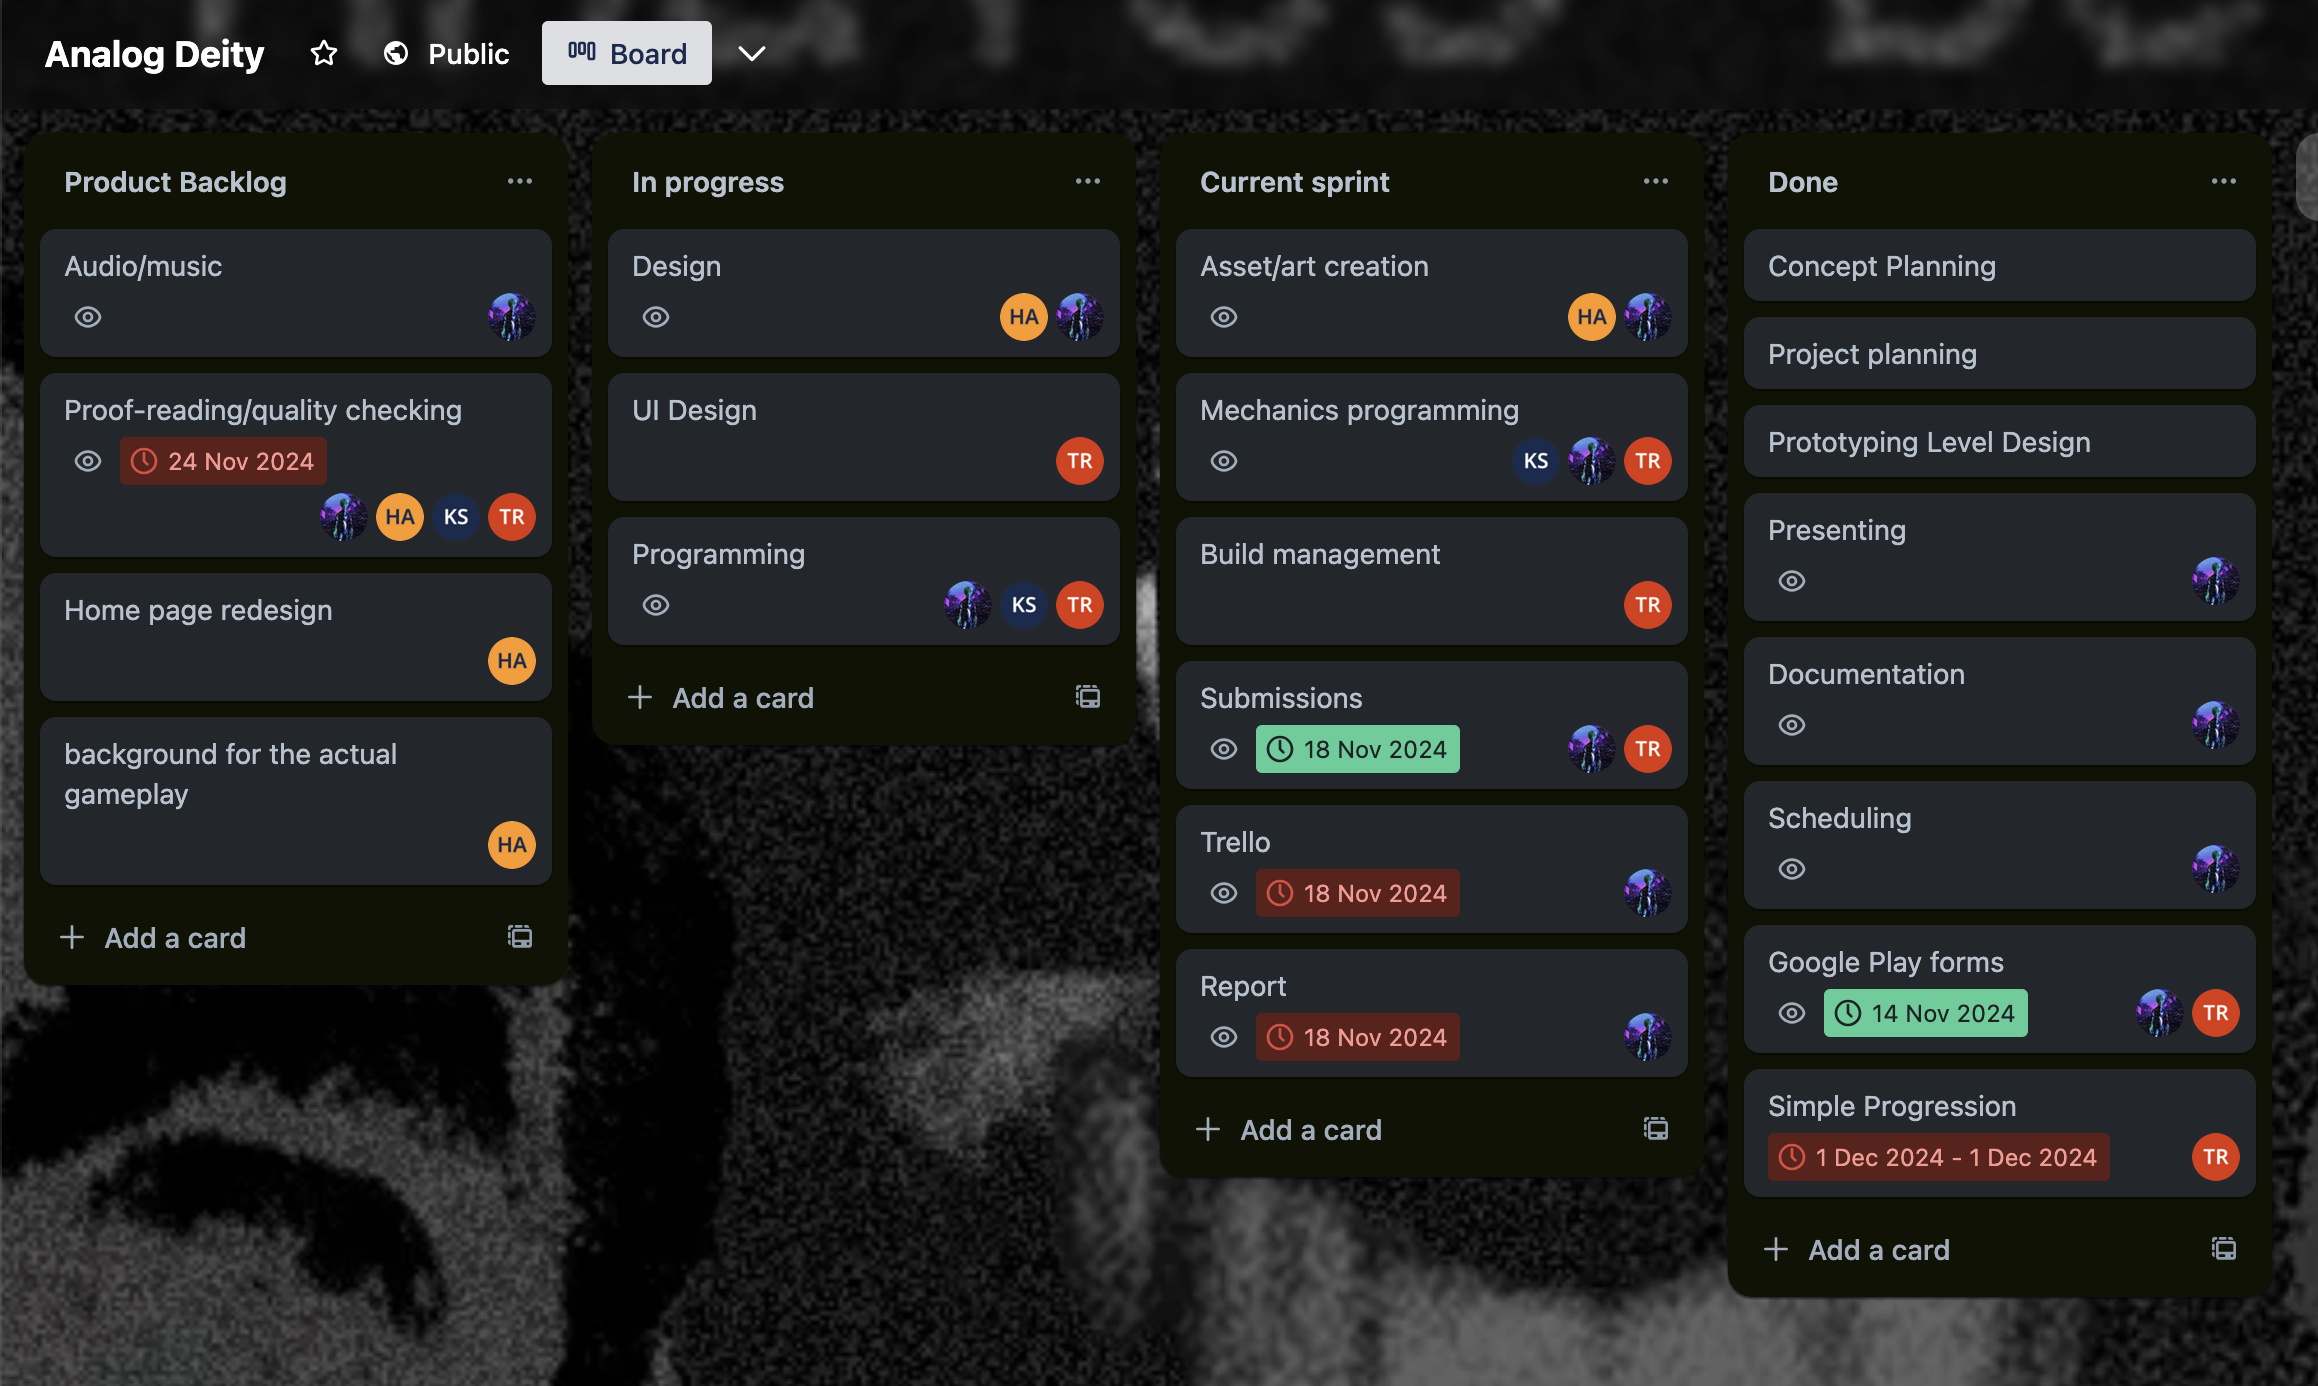 Analog Deity
Public
Board
Product Backlog
Audio/music
Proof-reading/quality checking
24 Nov 2024
HA
KS
TR
Home page redesign
HA
background for the actual
gameplay
HA
Add a card
In progress
Design
HA
UI Design
TR
Programming
KS
TR
Add a card
Current sprint
Asset/art creation
HA
Mechanics programming
KS
TR
Build management
TR
Submissions
18 Nov 2024
TR
Trello
18 Nov 2024
Report
18 Nov 2024
Add a card
Done
Concept Planning
Project planning
Prototyping Level Design
Presenting
Documentation
Scheduling
Google Play forms
14 Nov 2024
TR
Simple Progression
1 Dec 2024 - 1 Dec 2024
TR
Add a card